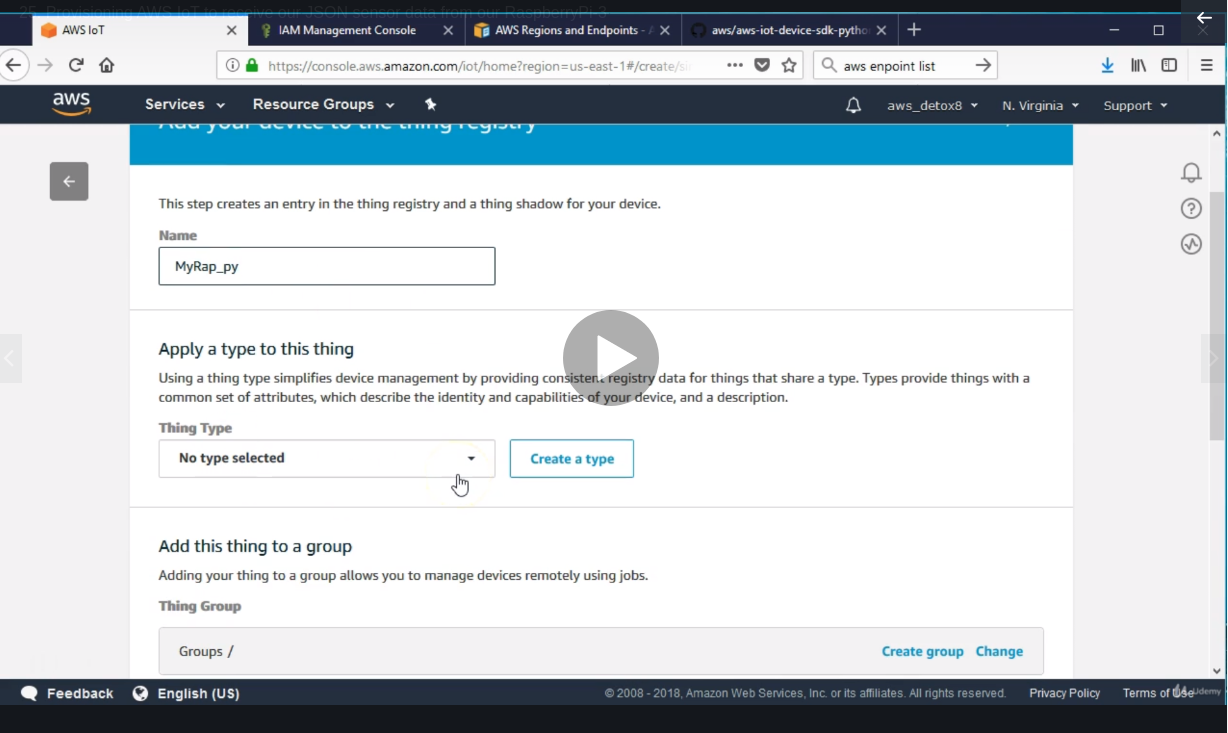 25. Provisioning AWS IoT to receive our JSON sensor data from our RaspberryPi-3
AWS IoT
IAM Management Console
AWS Regions and Endpoints - A
aws/aws-iot-device-sdk-pytho
https://console.aws.amazon.com/iot/home?region=us-east-1#/create/si
aws enpoint list
aws
Services
Resource Groups
aws_detox8
N. Virginia
Support
Add your device to the thing registry
This step creates an entry in the thing registry and a thing shadow for your device.
Name
MyRap_py
Apply a type to this thing
Using a thing type simplifies device management by providing consistent registry data for things that share a type. Types provide things with a
common set of attributes, which describe the identity and capabilities of your device, and a description.
Thing Type
No type selected
Create a type
Add this thing to a group
Adding your thing to a group allows you to manage devices remotely using jobs.
Thing Group
Groups /
Create group
Change
Feedback
English (US)
© 2008 - 2018, Amazon Web Services, Inc. or its affiliates. All rights reserved.
Privacy Policy
Terms of Use
Udemy